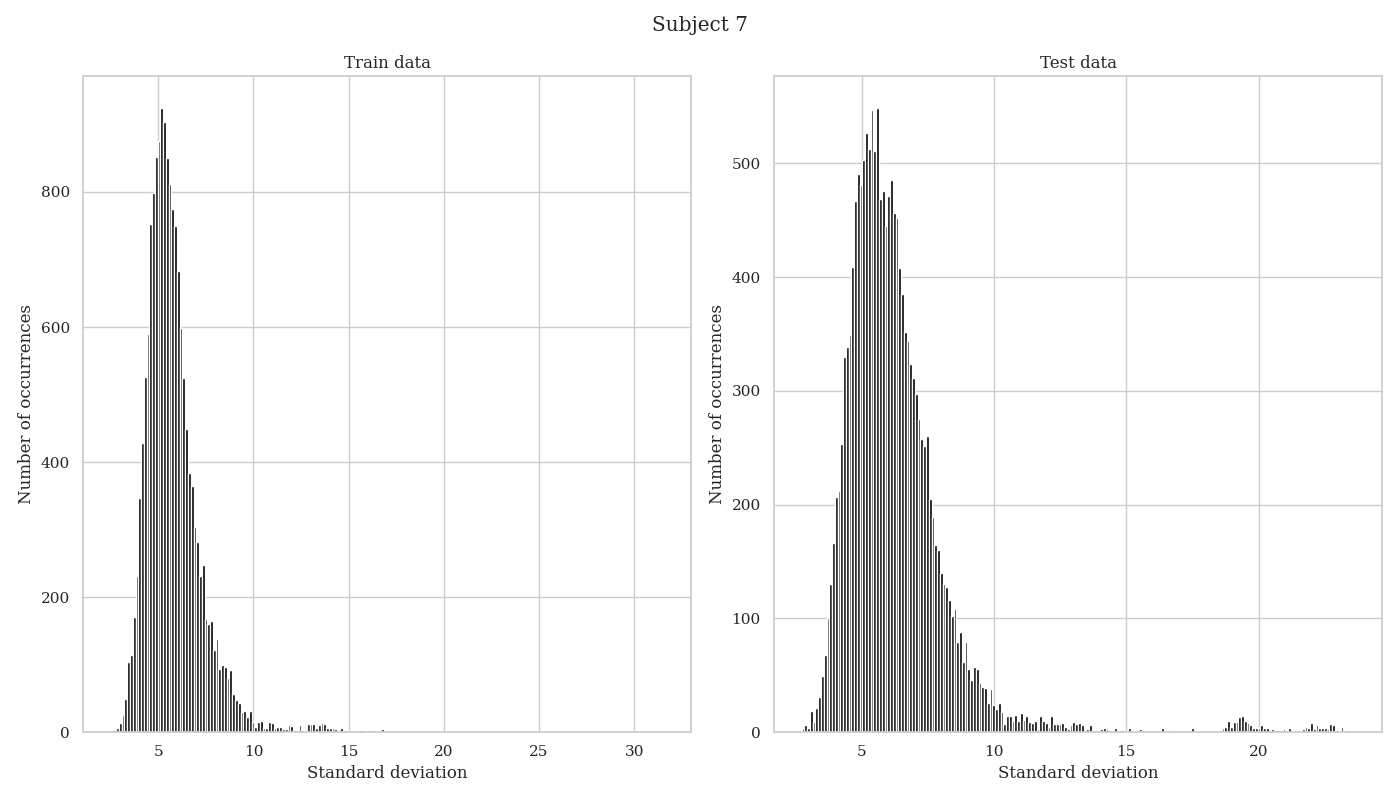 Subject 7
Train data
Number of occurrences
800
600
400
200
0
5 10 15 20 25 30
Standard deviation
Test data
Number of occurrences
500
400
300
200
100
0
5 10 15 20
Standard deviation